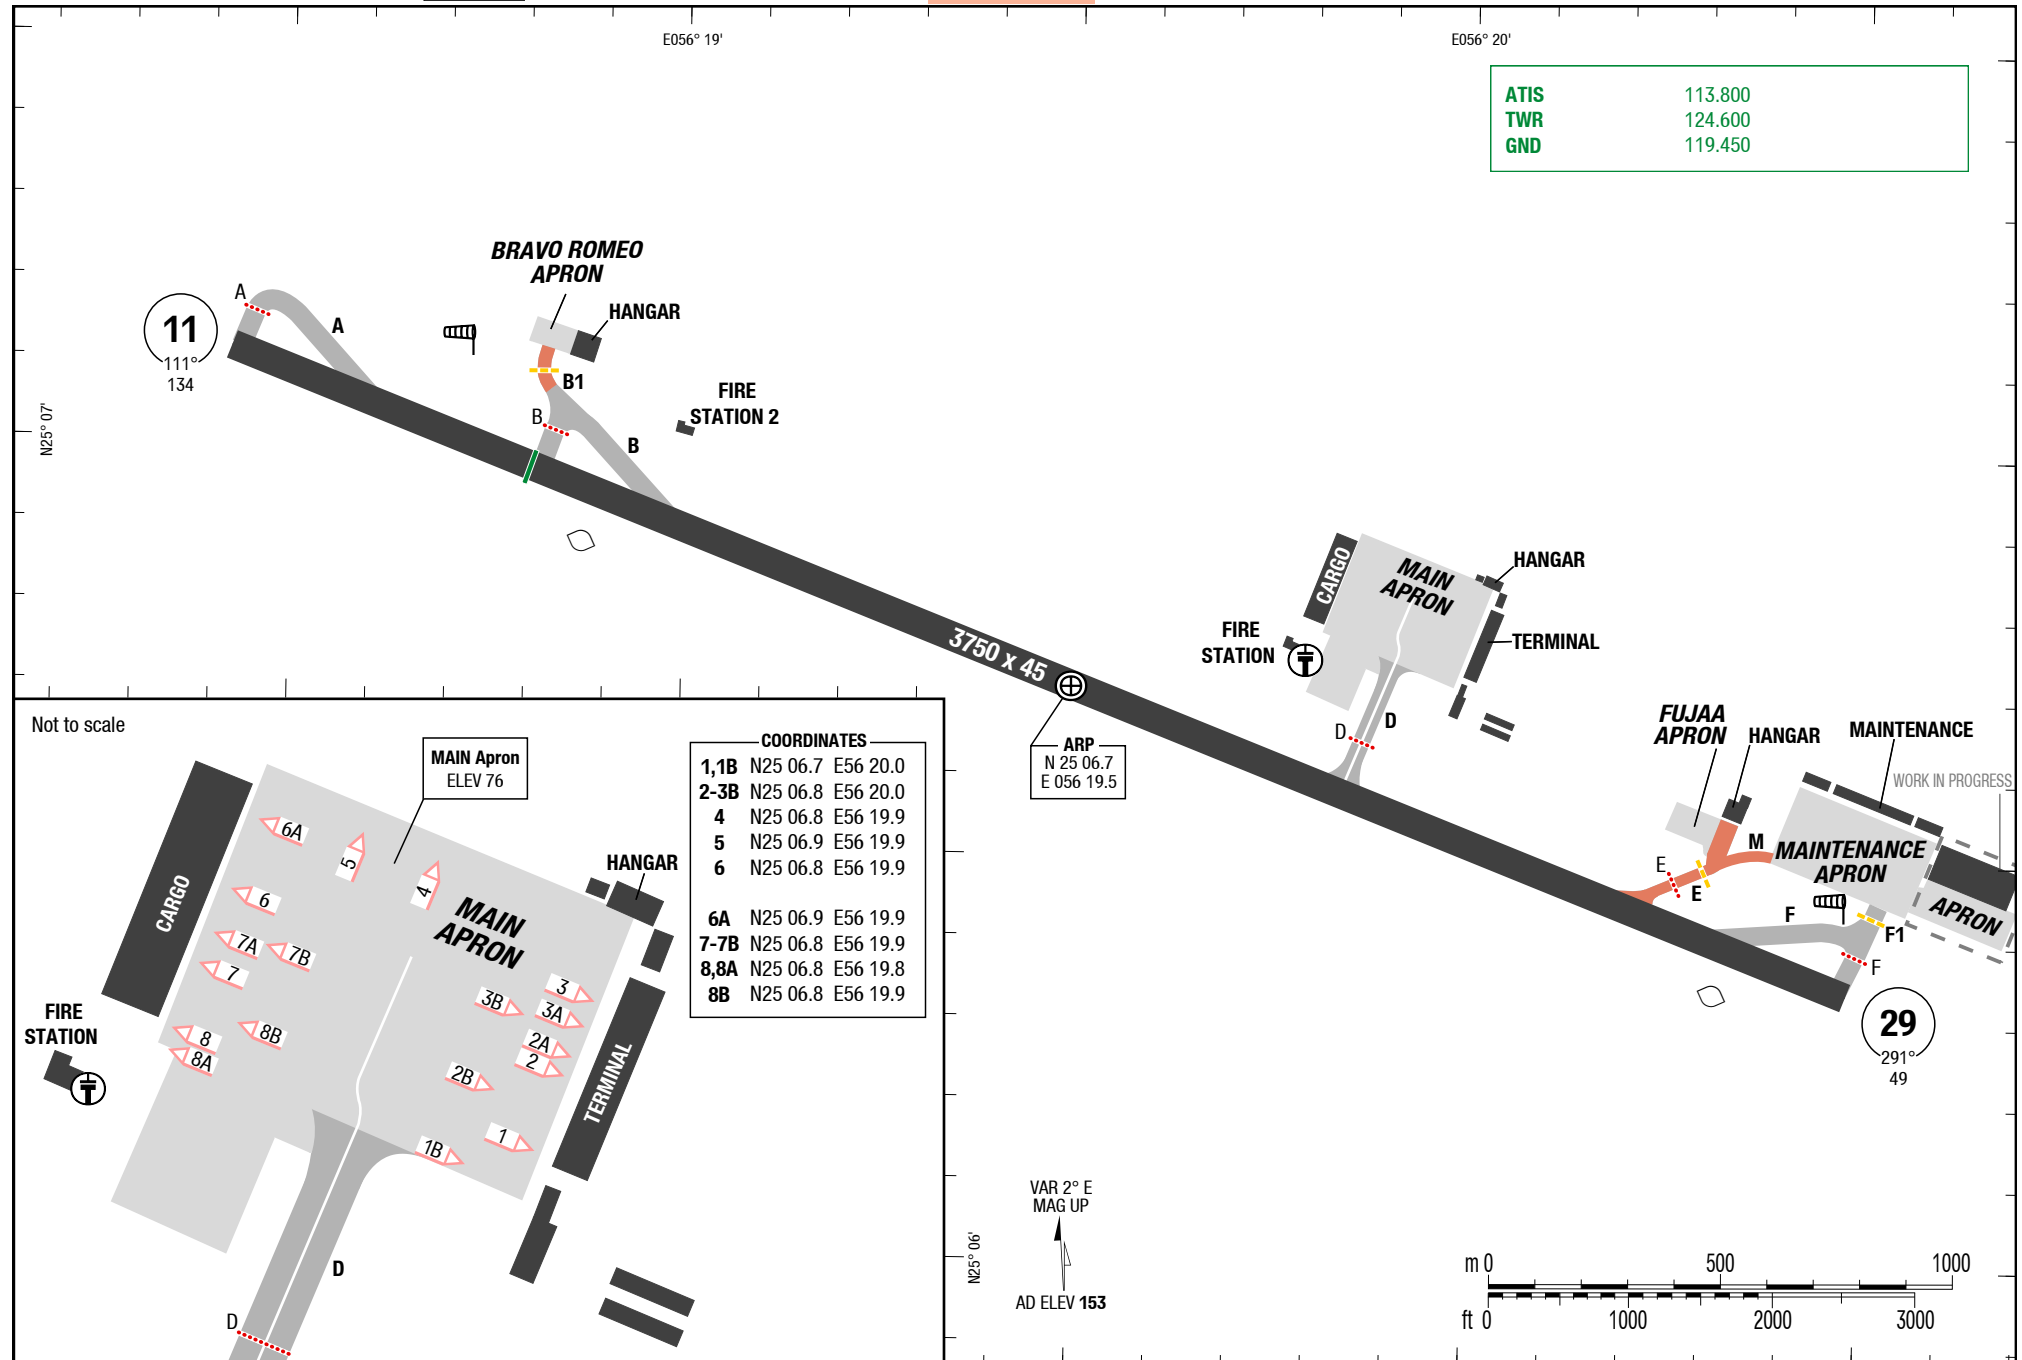 E056° 19'
E056° 20'
ATIS 113.800
TWR 124.600
GND 119.450
BRAVO ROMEO
APRON
HANGAR
A
A
11
111°
134
B1
FIRE
STATION 2
B
B
N25° 07'
3750 x 45
CARGO
MAIN
APRON
HANGAR
FIRE
STATION
TERMINAL
D
D
ARP
N 25 06.7
E 056 19.5
FUJAA
APRON
HANGAR
MAINTENANCE
WORK IN PROGRESS
M
MAINTENANCE
APRON
E
E
F
F1
F
APRON
29
291°
49
Not to scale
MAIN Apron
ELEV 76
COORDINATES
1,1B N25 06.7 E56 20.0
2-3B N25 06.8 E56 20.0
4 N25 06.8 E56 19.9
5 N25 06.9 E56 19.9
6 N25 06.8 E56 19.9
6A N25 06.9 E56 19.9
7-7B N25 06.8 E56 19.9
8,8A N25 06.8 E56 19.8
8B N25 06.8 E56 19.9
6A
5
4
CARGO
6
7A
7B
7
8
8B
8A
MAIN
APRON
HANGAR
3
3B
3A
2A
2
2B
1
1B
TERMINAL
FIRE
STATION
D
D
N25° 06'
VAR 2° E
MAG UP
AD ELEV 153
m 0 500 1000
ft 0 1000 2000 3000